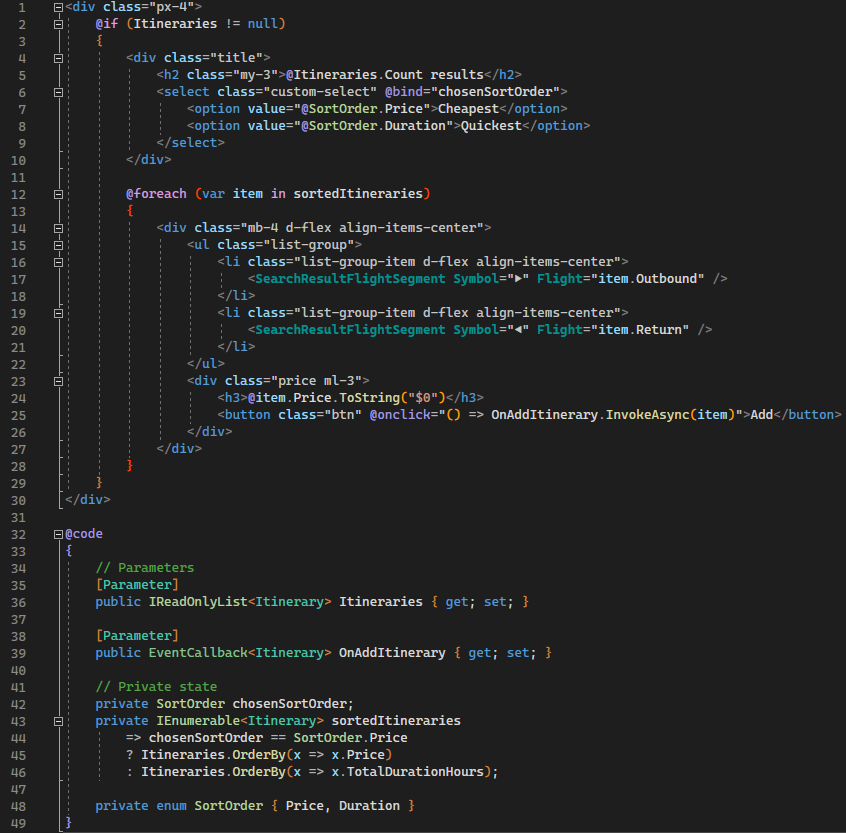 1 <div class="px-4">
2     @if (Itineraries != null)
3     {
4         <div class="title">
5             <h2 class="my-3">@Itineraries.Count results</h2>
6             <select class="custom-select" @bind="chosenSortOrder">
7                 <option value="@SortOrder.Price">Cheapest</option>
8                 <option value="@SortOrder.Duration">Quickest</option>
9             </select>
10         </div>
11
12         @foreach (var item in sortedItineraries)
13         {
14             <div class="mb-4 d-flex align-items-center">
15                 <ul class="list-group">
16                     <li class="list-group-item d-flex align-items-center">
17                         <SearchResultFlightSegment Symbol="►" Flight="item.Outbound" />
18                     </li>
19                     <li class="list-group-item d-flex align-items-center">
20                         <SearchResultFlightSegment Symbol="◄" Flight="item.Return" />
21                     </li>
22                 </ul>
23                 <div class="price ml-3">
24                     <h3>@item.Price.ToString("$0")</h3>
25                     <button class="btn" @onclick="() => OnAddItinerary.InvokeAsync(item)">Add</button>
26                 </div>
27             </div>
28         }
29     }
30 </div>
31
32 @code
33 {
34     // Parameters
35     [Parameter]
36     public IReadOnlyList<Itinerary> Itineraries { get; set; }
37
38     [Parameter]
39     public EventCallback<Itinerary> OnAddItinerary { get; set; }
40
41     // Private state
42     private SortOrder chosenSortOrder;
43     private IEnumerable<Itinerary> sortedItineraries
44         => chosenSortOrder == SortOrder.Price
45         ? Itineraries.OrderBy(x => x.Price)
46         : Itineraries.OrderBy(x => x.TotalDurationHours);
47
48     private enum SortOrder { Price, Duration }
49 }